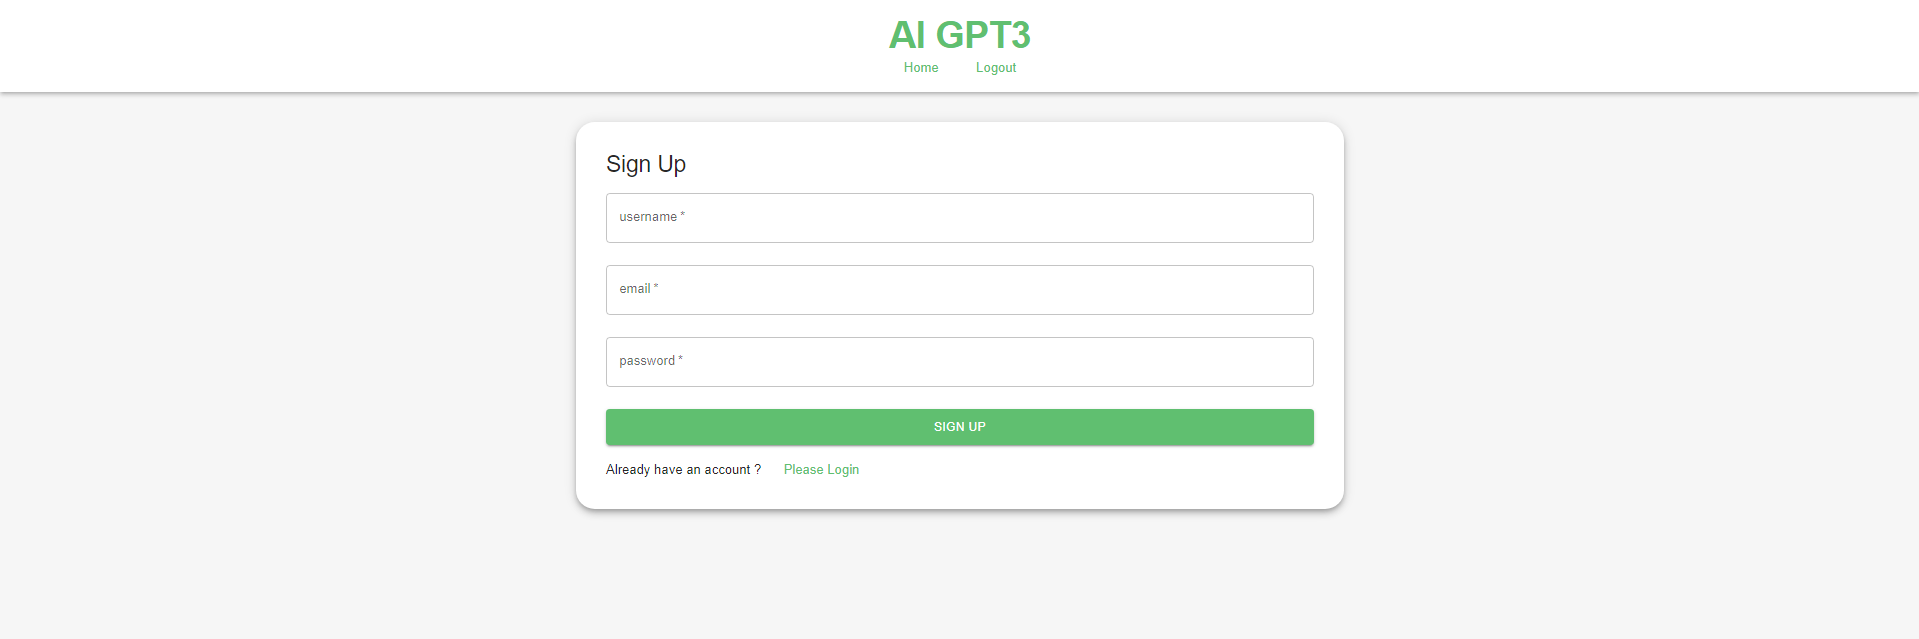 AI GPT3
Home Logout
Sign Up
username *
email *
password *
SIGN UP
Already have an account ? Please Login